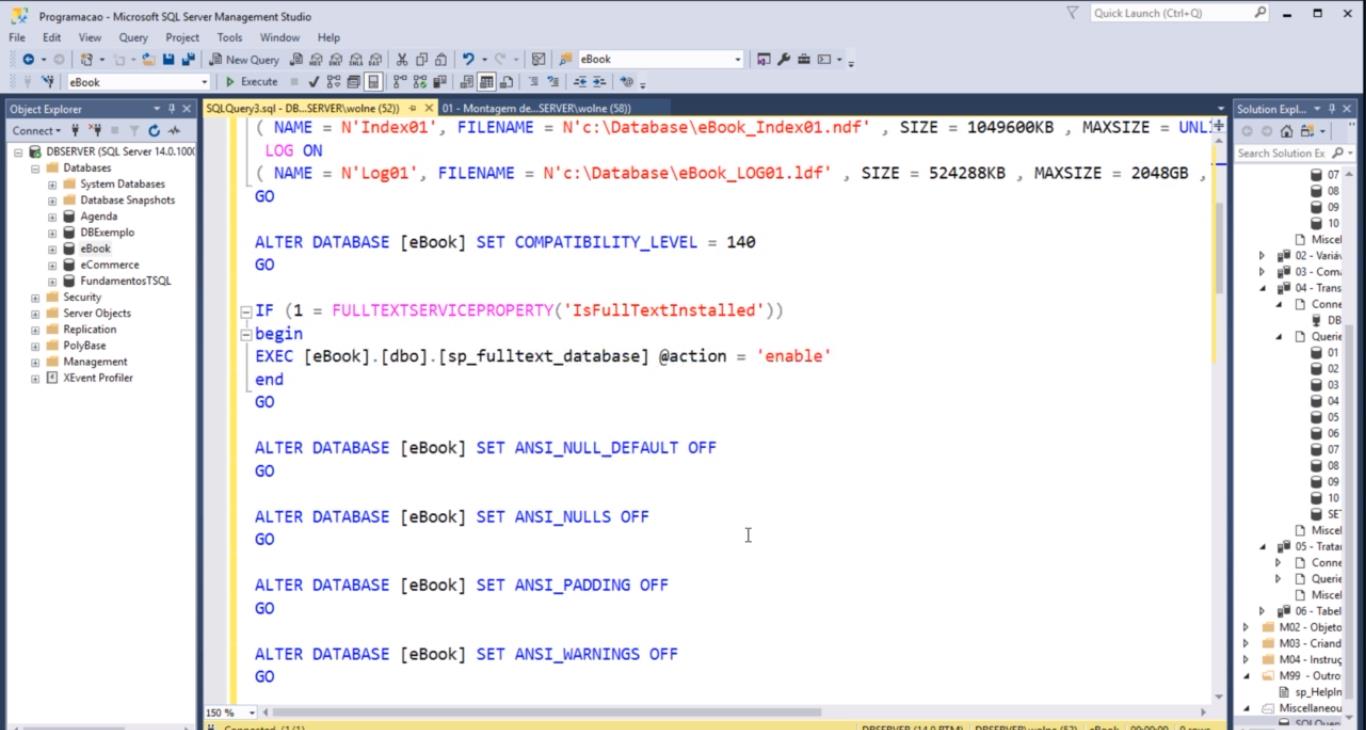 Programacao - Microsoft SQL Server Management Studio
Quick Launch (Ctrl+Q)
File Edit View Query Project Tools Window Help
New Query
eBook
eBook
Execute
Object Explorer
SQLQuery3.sql - DB...SERVER\wolne (52))
01 - Montagem de...SERVER\wolne (58))
Solution Expl...
Connect
Search Solution Ex
DBSERVER (SQL Server 14.0.1000
Databases
System Databases
Database Snapshots
Agenda
DBExemplo
eBook
eCommerce
FundamentosTSQL
Security
Server Objects
Replication
PolyBase
Management
XEvent Profiler
( NAME = N'Index01', FILENAME = N'c:\Database\eBook_Index01.ndf' , SIZE = 1049600KB , MAXSIZE = UNL
LOG ON
( NAME = N'Log01', FILENAME = N'c:\Database\eBook_LOG01.ldf' , SIZE = 524288KB , MAXSIZE = 2048GB ,
GO
ALTER DATABASE [eBook] SET COMPATIBILITY_LEVEL = 140
GO
IF (1 = FULLTEXTSERVICEPROPERTY('IsFullTextInstalled'))
begin
EXEC [eBook].[dbo].[sp_fulltext_database] @action = 'enable'
end
GO
ALTER DATABASE [eBook] SET ANSI_NULL_DEFAULT OFF
GO
ALTER DATABASE [eBook] SET ANSI_NULLS OFF
GO
ALTER DATABASE [eBook] SET ANSI_PADDING OFF
GO
ALTER DATABASE [eBook] SET ANSI_WARNINGS OFF
GO
150 %
Connected. (1/1)
DBSERVER (14.0 RTM)
DBSERVER\wolne (52)
eBook
00:00:00
0 rows
07
08
09
10
Miscel
02 - Variáv
03 - Coma
04 - Trans
Conne
DB
Querie
01
02
03
04
05
06
07
08
09
10
SE
Miscel
05 - Tratar
Conne
Querie
Miscel
06 - Tabel
M02 - Objeto
M03 - Criand
M04 - Instruç
M99 - Outro
sp_HelpIn
Miscellaneou
SQLQuer